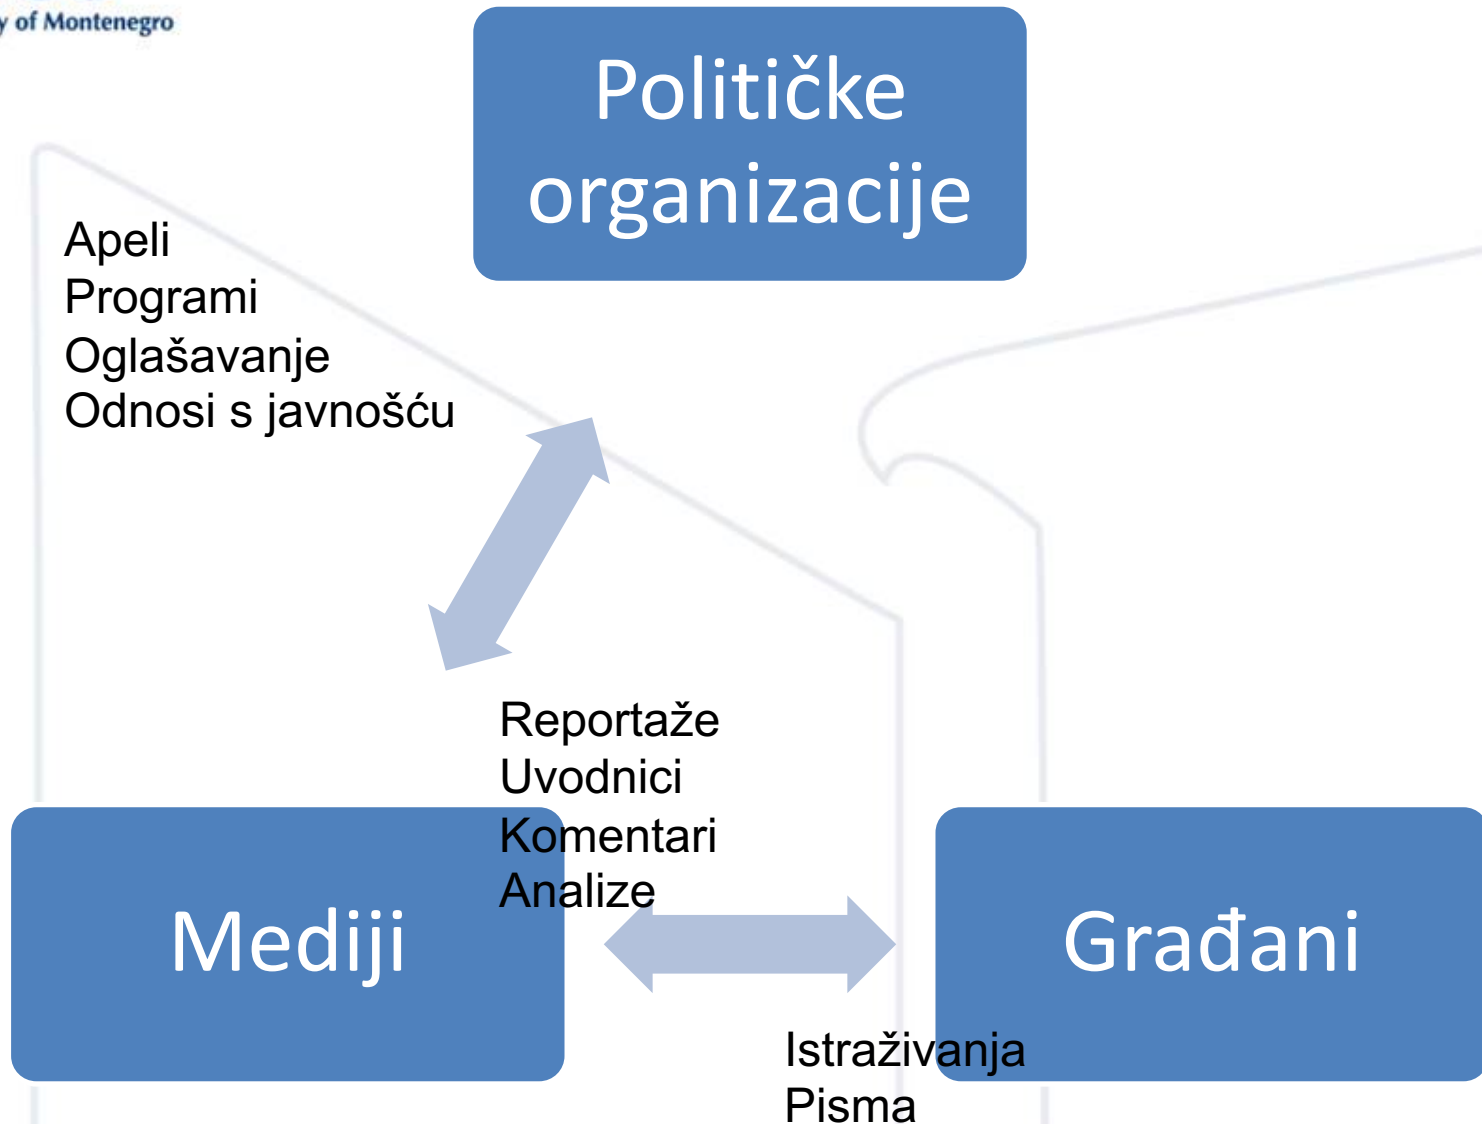 y of Montenegro
Političke
organizacije
Apeli
Programi
Oglašavanje
Odnosi s javnošću
Reportaže
Uvodnici
Komentari
Analize
Mediji
Građani
Istraživanja
Pisma